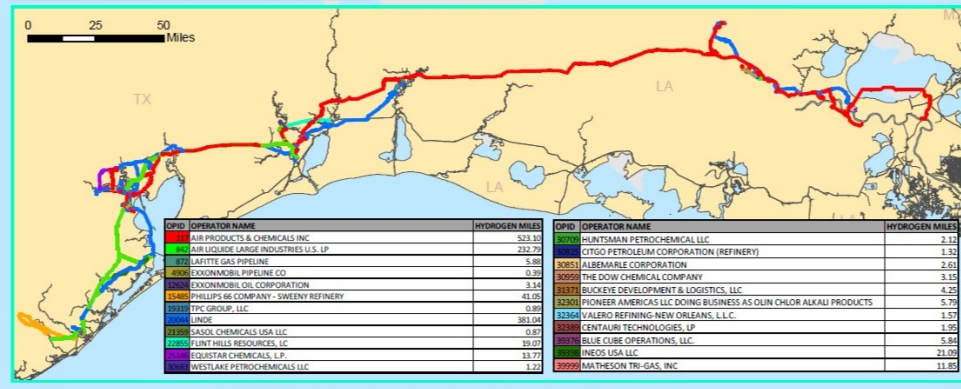 0 25 50
Miles
MS
TX
LA
LA
OPID OPERATOR NAME HYDROGEN MILES
117 AIR PRODUCTS & CHEMICALS INC 523.10
842 AIR LIQUIDE LARGE INDUSTRIES U.S. LP 232.79
872 LAFITTE GAS PIPELINE 5.88
4906 EXXONMOBIL PIPELINE CO 0.39
12624 EXXONMOBIL OIL CORPORATION 3.14
15485 PHILLIPS 66 COMPANY - SWEENY REFINERY 41.05
19319 TPC GROUP, LLC 0.89
20044 LINDE 381.04
21359 SASOL CHEMICALS USA LLC 0.87
22855 FLINT HILLS RESOURCES, LC 19.07
25146 EQUISTAR CHEMICALS, L.P. 13.77
WESTLAKE PETROCHEMICALS LLC 1.22
OPID OPERATOR NAME HYDROGEN MILES
30709 HUNTSMAN PETROCHEMICAL LLC 2.12
CITGO PETROLEUM CORPORATION (REFINERY) 1.32
30851 ALBEMARLE CORPORATION 2.61
30959 THE DOW CHEMICAL COMPANY 3.15
31371 BUCKEYE DEVELOPMENT & LOGISTICS, LLC 4.25
32301 PIONEER AMERICAS LLC DOING BUSINESS AS OLIN CHLOR ALKALI PRODUCTS 5.79
32364 VALERO REFINING-NEW ORLEANS, L.L.C. 1.57
32389 CENTAURI TECHNOLOGIES, LP 1.95
39376 BLUE CUBE OPERATIONS, LLC. 5.84
39398 INEOS USA LLC 21.09
39999 MATHESON TRI-GAS, INC 11.85